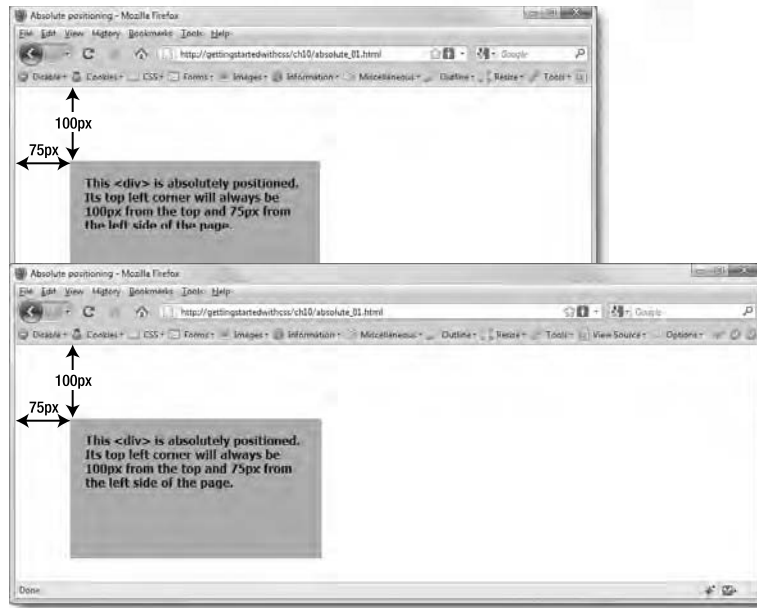 Absolute positioning - Mozilla Firefox
File Edit View History Bookmarks Tools Help
http://gettingstartedwithcss/ch10/absolute_01.html Google
Disable Cookies CSS Forms Images Information Miscellaneous Outline Resize Tools
100px
75px
This <div> is absolutely positioned.
Its top left corner will always be
100px from the top and 75px from
the left side of the page.
Absolute positioning - Mozilla Firefox
File Edit View History Bookmarks Tools Help
http://gettingstartedwithcss/ch10/absolute_01.html Google
Disable Cookies CSS Forms Images Information Miscellaneous Outline Resize Tools View Source Options
100px
75px
This <div> is absolutely positioned.
Its top left corner will always be
100px from the top and 75px from
the left side of the page.
Done